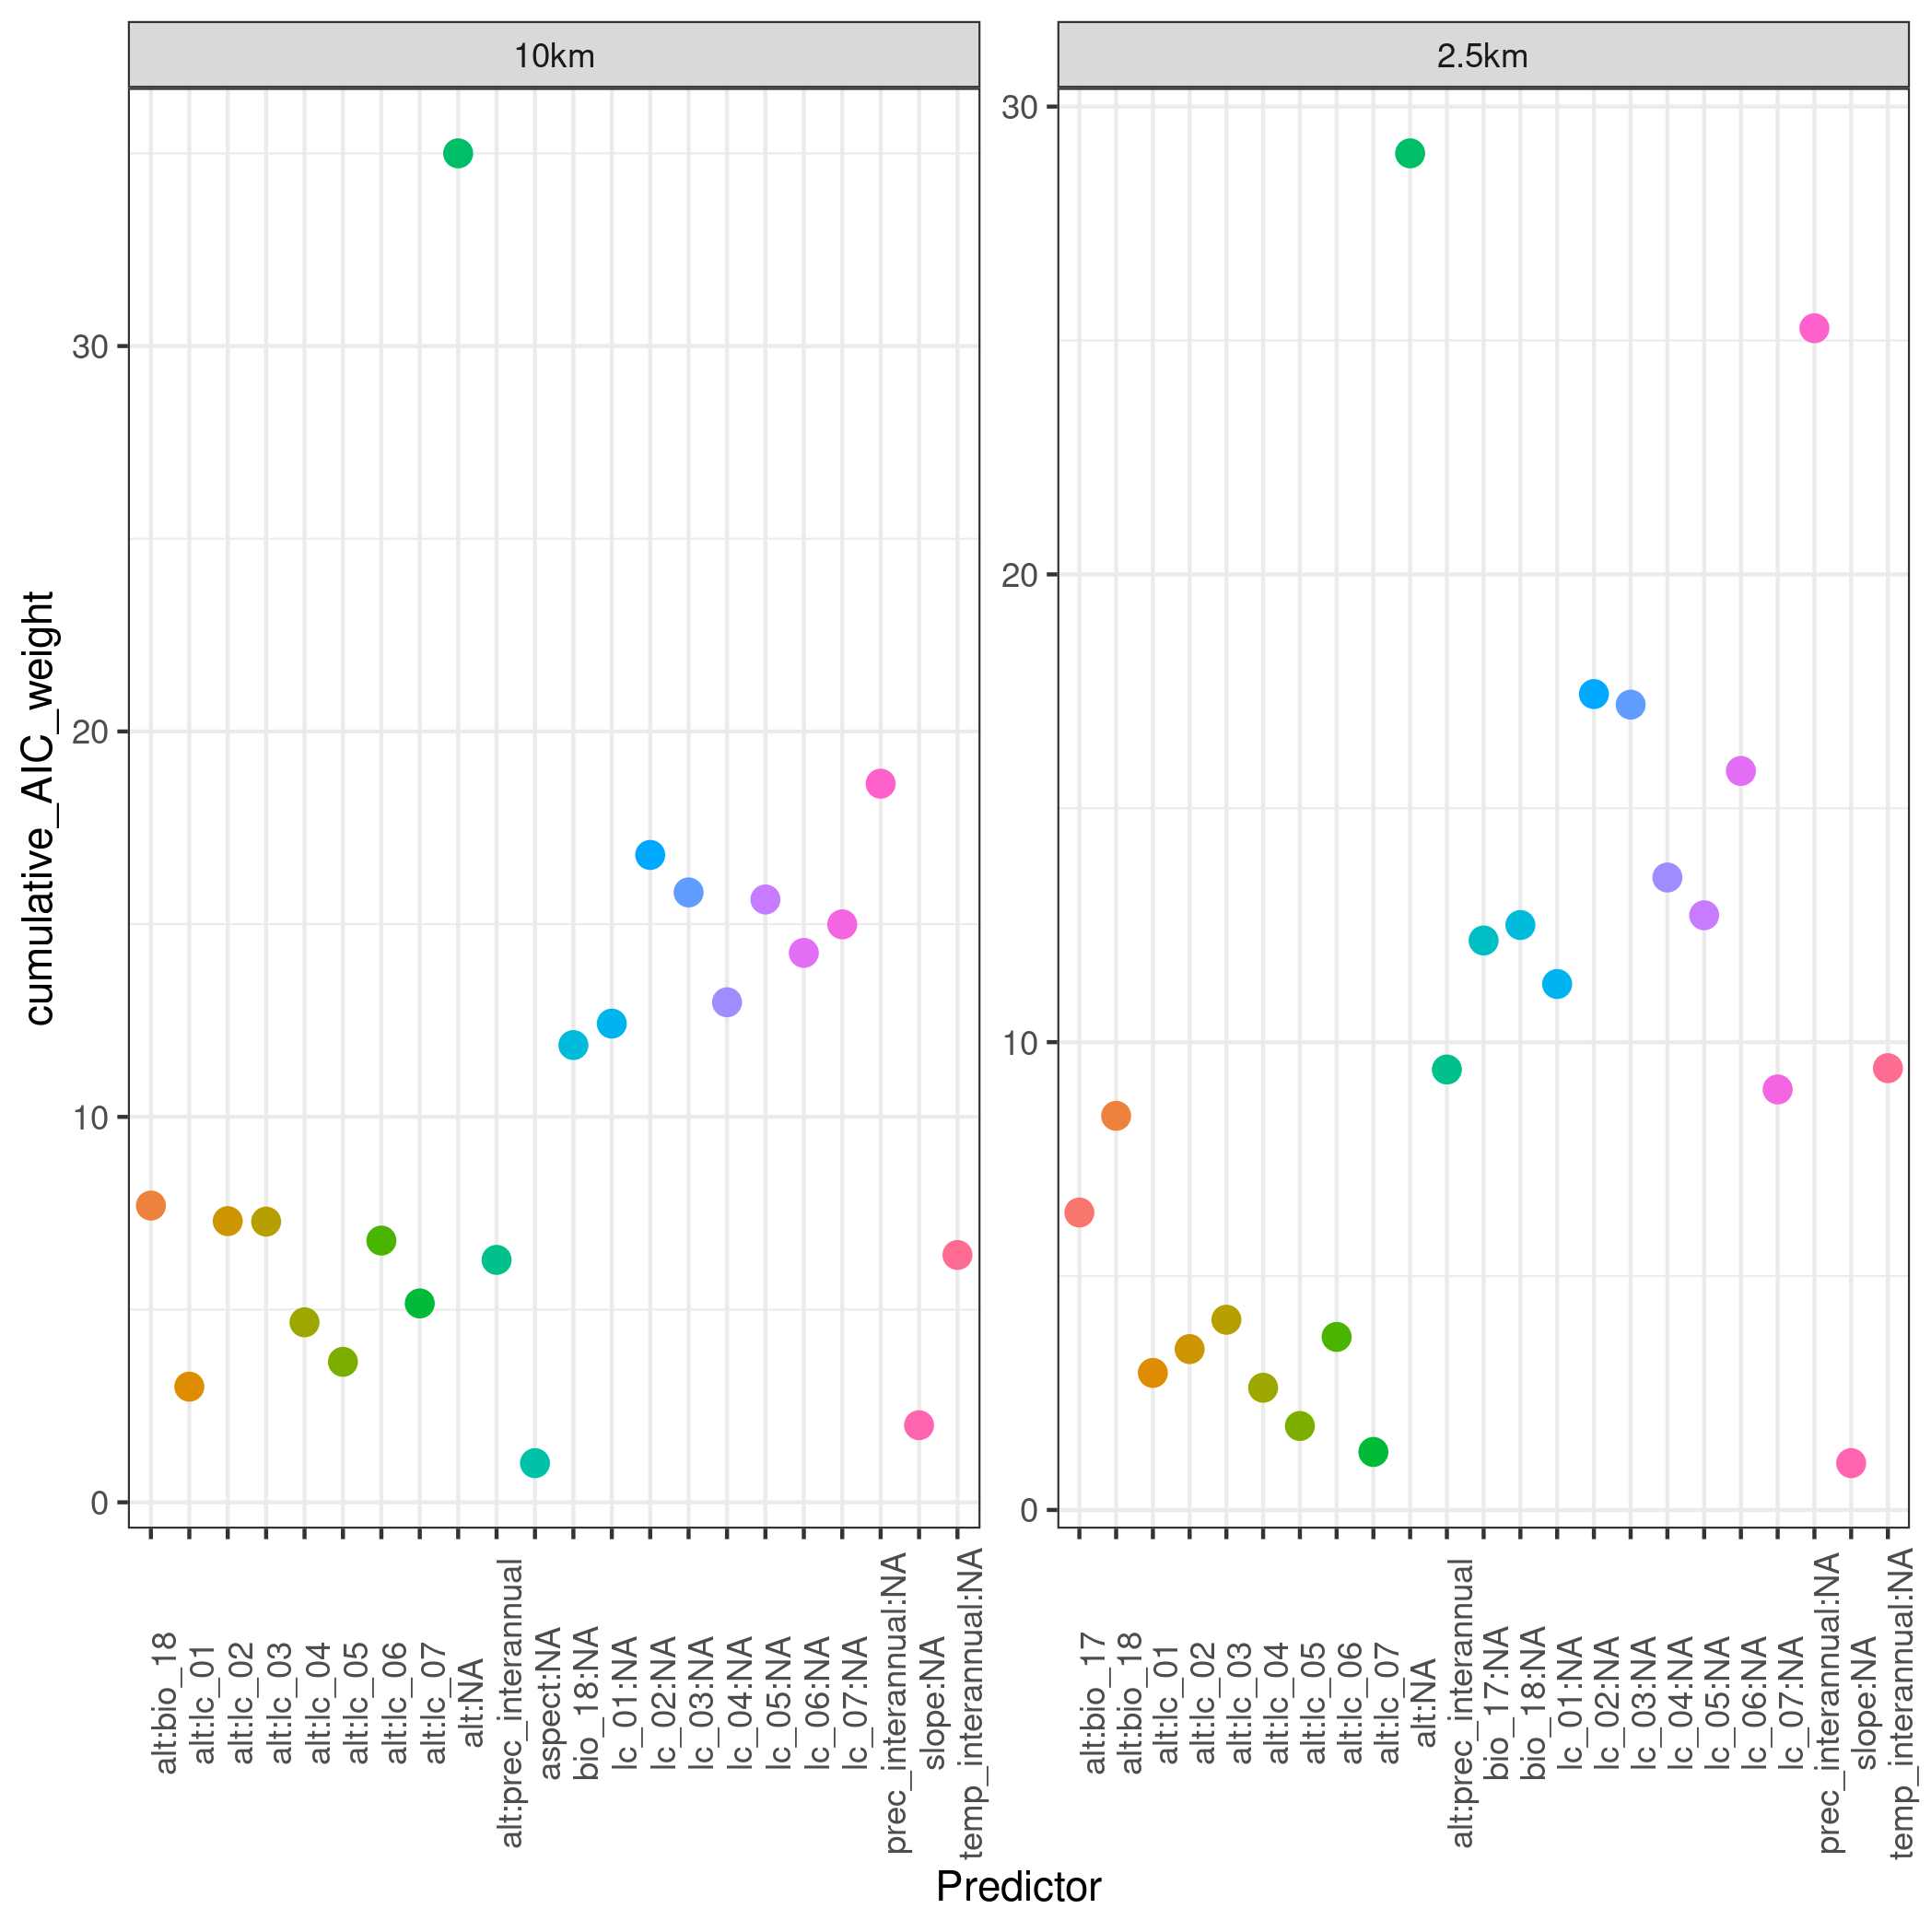 10km
2.5km
cumulative_AIC_weight
30
20
10
0
30
20
10
0
alt:bio_18
alt:lc_01
alt:lc_02
alt:lc_03
alt:lc_04
alt:lc_05
alt:lc_06
alt:lc_07
alt:NA
alt:prec_interannual
aspect:NA
bio_18:NA
lc_01:NA
lc_02:NA
lc_03:NA
lc_04:NA
lc_05:NA
lc_06:NA
lc_07:NA
prec_interannual:NA
slope:NA
temp_interannual:NA
alt:bio_17
alt:bio_18
alt:lc_01
alt:lc_02
alt:lc_03
alt:lc_04
alt:lc_05
alt:lc_06
alt:lc_07
alt:NA
alt:prec_interannual
bio_17:NA
bio_18:NA
lc_01:NA
lc_02:NA
lc_03:NA
lc_04:NA
lc_05:NA
lc_06:NA
lc_07:NA
prec_interannual:NA
slope:NA
temp_interannual:NA
Predictor